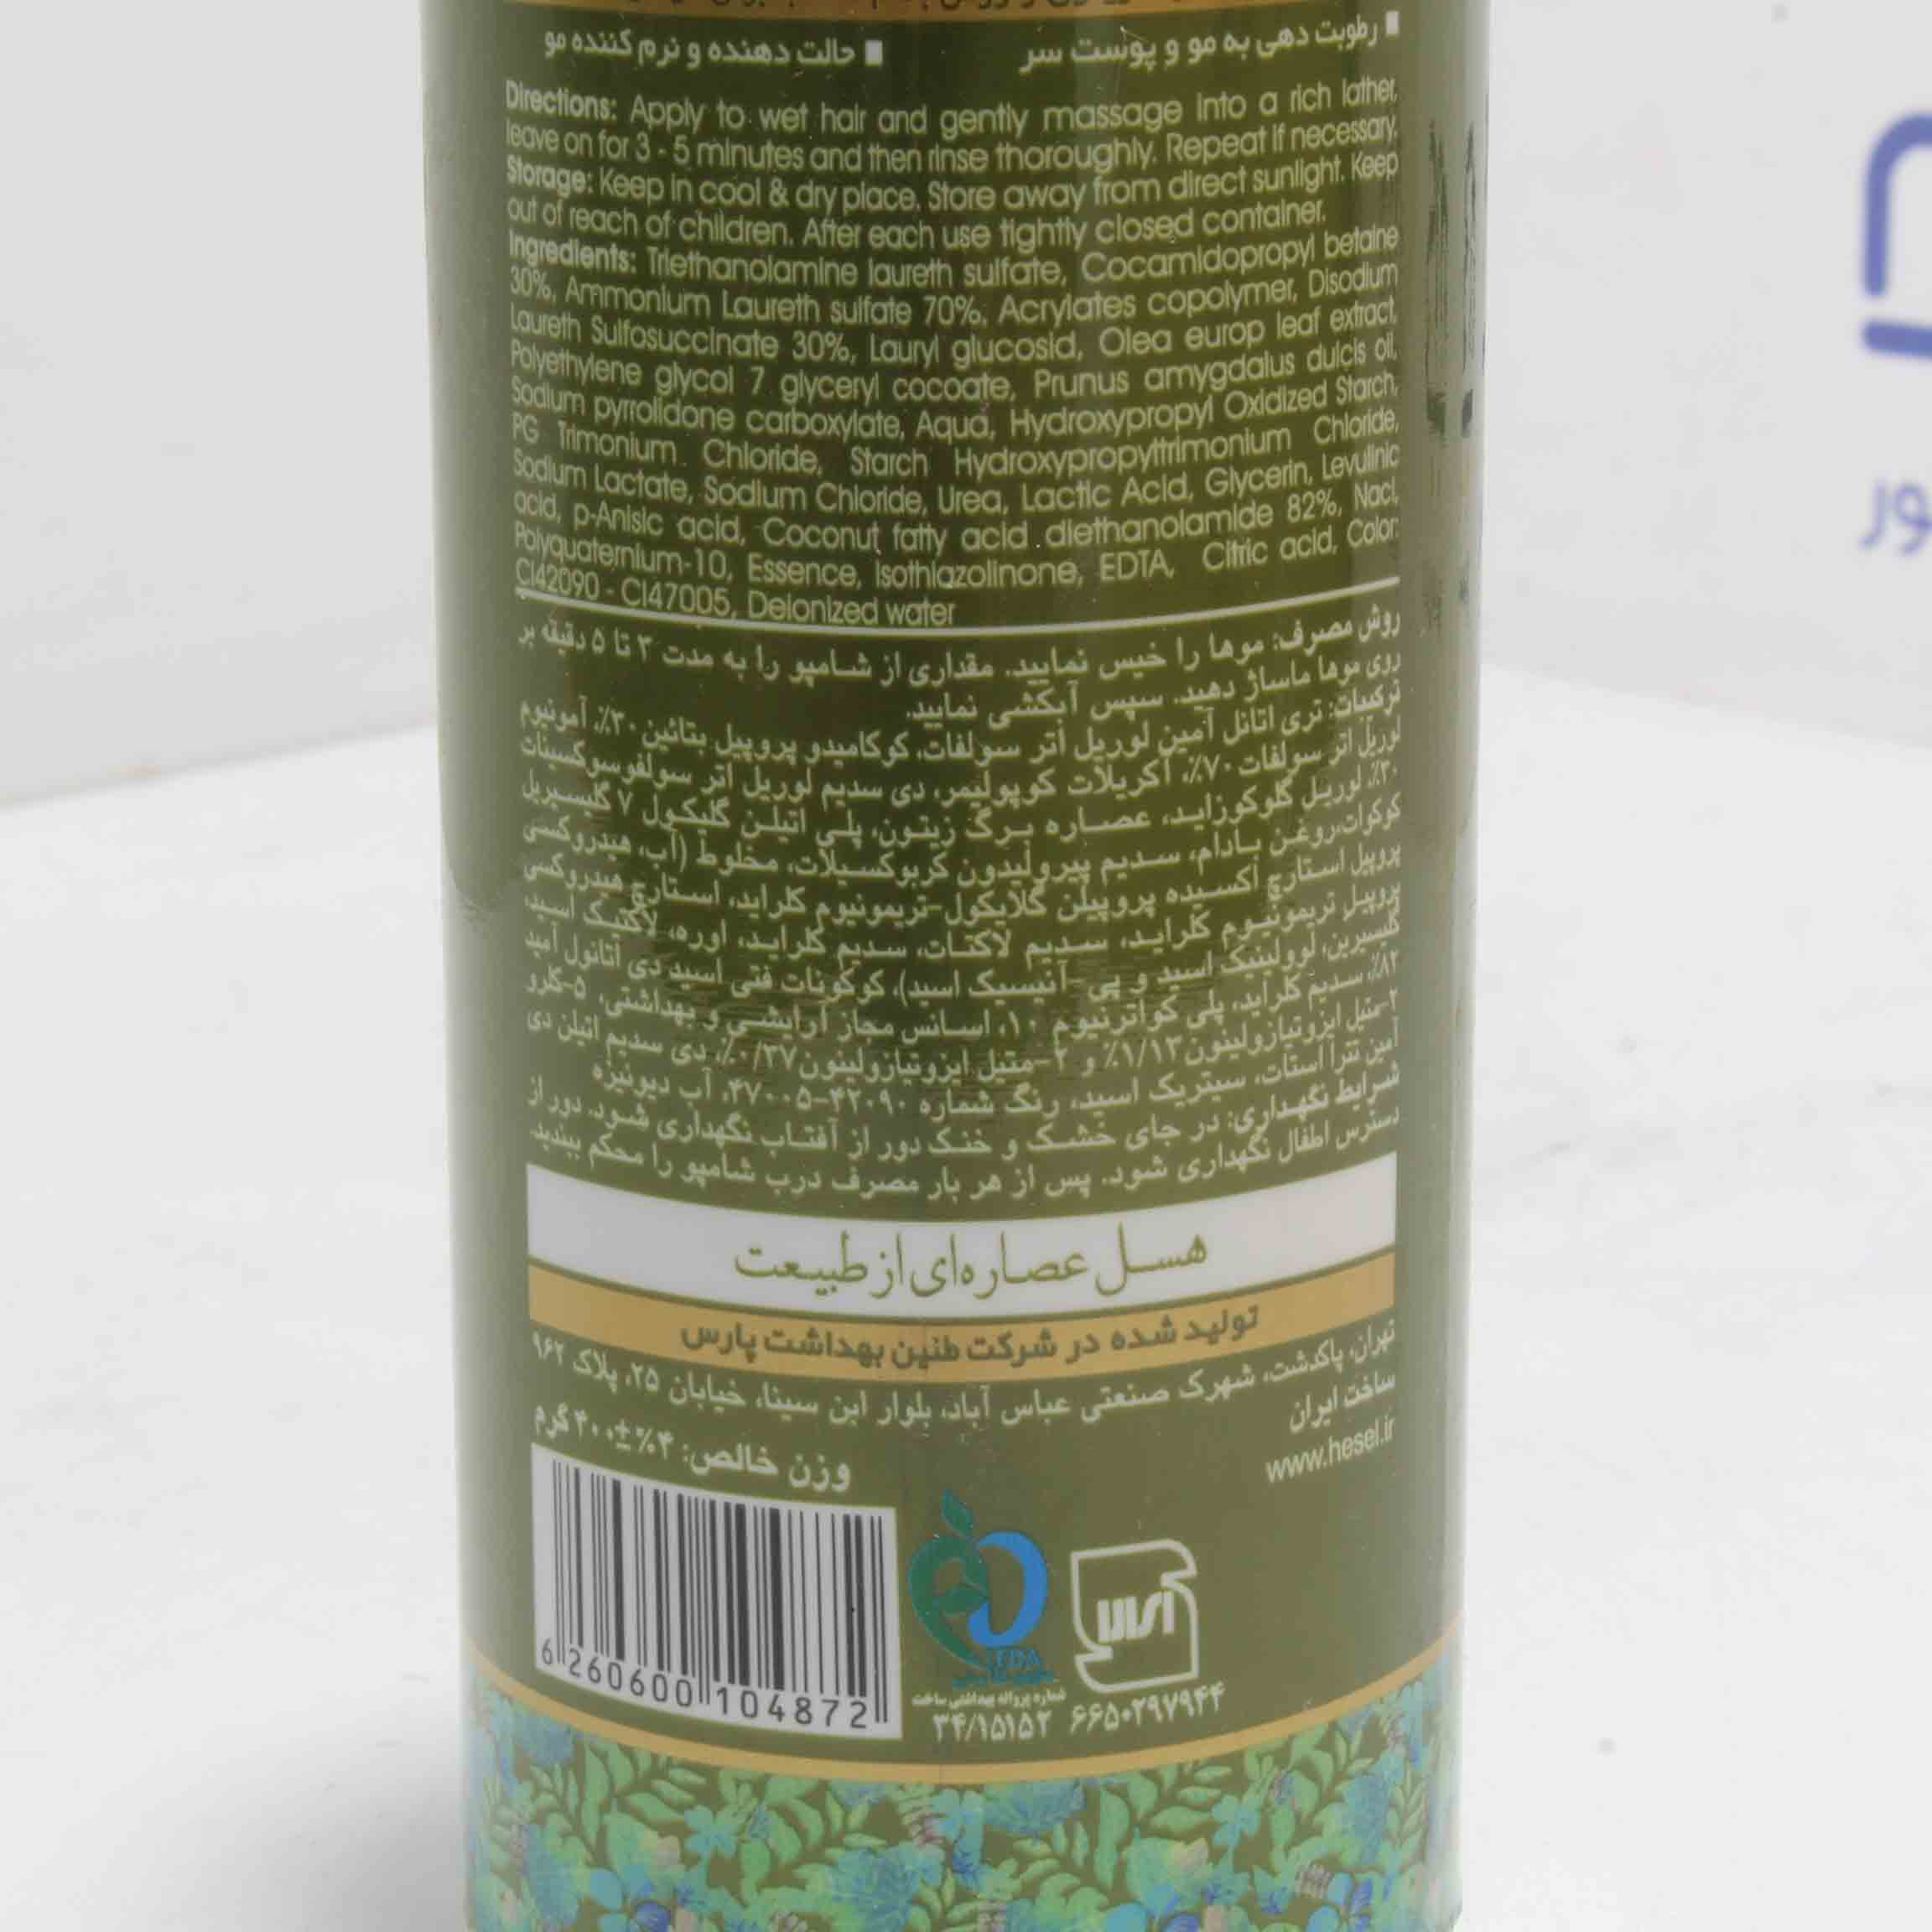 ■ رطوبت دهی به مو و پوست سر
■ حالت دهنده و نرم کننده مو
Directions: Apply to wet hair and gently massage into a rich lather,
leave on for 3 - 5 minutes and then rinse thoroughly. Repeat if necessary.
Storage: Keep in cool & dry place. Store away from direct sunlight. Keep
out of reach of children. After each use tightly closed container.
Ingredients: Triethanolamine laureth sulfate, Cocamidopropyl betaine
30%, Ammonium Laureth sulfate 70%, Acrylates copolymer, Disodium
Laureth Sulfosuccinate 30%, Lauryl glucosid, Olea europ leaf extract,
Polyethylene glycol 7 glyceryl cocoate, Prunus amygdalus dulcis oil,
Sodium pyrrolidone carboxylate, Aqua, Hydroxypropyl Oxidized Starch,
PG Trimonium Chloride, Starch Hydroxypropyltrimonium Chloride,
Sodium Lactate, Sodium Chloride, Urea, Lactic Acid, Glycerin, Levulinic
acid, p-Anisic acid, Coconut fatty acid diethanolamide 82%, Nacl,
Polyquaternium-10, Essence, Isothiazolinone, EDTA, Citric acid, Color:
CI42090 - CI47005, Deionized water
روش مصرف: موها را خیس نمایید. مقداری از شامپو را به مدت ۳ تا ۵ دقیقه بر
روی موها ماساژ دهید. سپس آبکشی نمایید.
ترکیبات: تری اتانل آمین لوریل اتر سولفات، کوکامیدو پروپیل بتائین ۳۰٪، آمونیوم
لوریل اتر سولفات ۷۰٪، آکریلات کوپولیمر، دی سدیم لوریل اتر سولفوسوکسینات
۳۰٪، لوریل گلوکوزاید، عصاره برگ زیتون، پلی اتیلن گلیکول ۷ گلیسیریل
کوکوات، روغن بادام، سدیم پیرولیدون کربوکسیلات، مخلوط (آب، هیدروکسی
پروپیل استارچ اکسیده پروپیلن گلایکول-تریمونیوم کلراید، استارچ هیدروکسی
پروپیل تریمونیوم کلراید، سدیم لاکتات، سدیم کلراید، اوره، لاکتیک اسید،
گلیسیرین، لوولینیک اسید و پی-آنیسیک اسید)، کوکونات فتی اسید دی اتانول آمید
۸۲٪، سدیم کلراید، پلی کواترنیوم ۱۰، اسانس مجاز آرایشی و بهداشتی، ۵-کلرو
۲-متیل ایزوتیازولینون ۱/۱۳٪ و ۲-متیل ایزوتیازولینون ۰/۳۷٪، دی سدیم اتیلن دی
آمین تترا استات، سیتریک اسید، رنگ شماره ۴۲۰۹۰-۴۷۰۰۵، آب دیونیزه
شرایط نگهداری: در جای خشک و خنک دور از آفتاب نگهداری شود. دور از
دسترس اطفال نگهداری شود. پس از هر بار مصرف درب شامپو را محکم ببندید.
هسل عصاره‌ای از طبیعت
تولید شده در شرکت طنین بهداشت پارس
تهران، پاکدشت، شهرک صنعتی عباس آباد، بلوار ابن سینا، خیابان ۲۵، پلاک ۹۶۲
ساخت ایران
www.hesel.ir
وزن خالص: ۴٪±۴۰۰ گرم
6 260600 104872
IFDA
شماره پروانه بهداشتی ساخت
۳۴/۱۵۱۵۲
۶۶۵۰۲۹۷۹۴۴